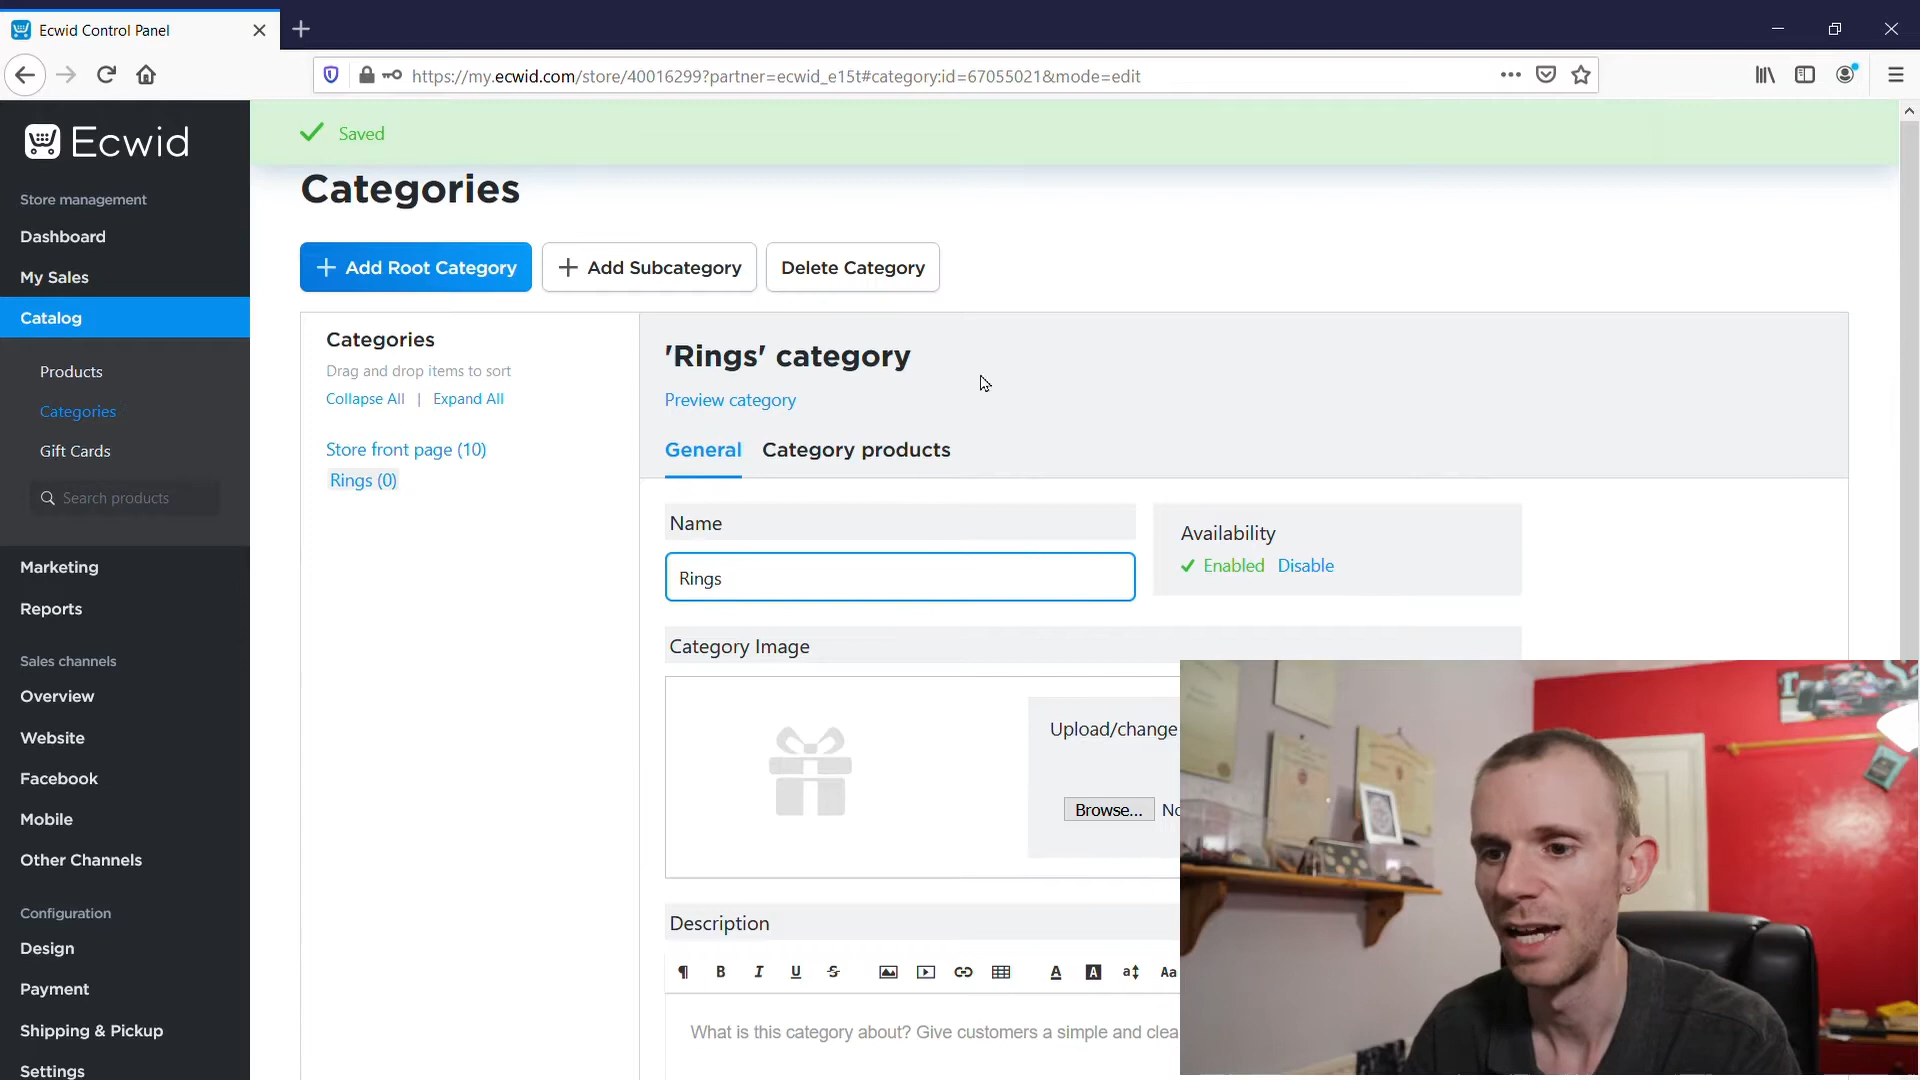 Ecwid Control Panel
https://my.ecwid.com/store/40016299?partner=ecwid_e15t#category:id=67055021&mode=edit
Ecwid
Saved
Categories
Store management
Dashboard
My Sales
Catalog
Products
Categories
Gift Cards
Search products
Marketing
Reports
Sales channels
Overview
Website
Facebook
Mobile
Other Channels
Configuration
Design
Payment
Shipping & Pickup
Settings
Add Root Category
Add Subcategory
Delete Category
Categories
Drag and drop items to sort
Collapse All | Expand All
Store front page (10)
Rings (0)
'Rings' category
Preview category
General Category products
Name
Rings
Availability
Enabled Disable
Category Image
Upload/change
Browse... No
Description
B I U S
A A Aa
What is this category about? Give customers a simple and clea